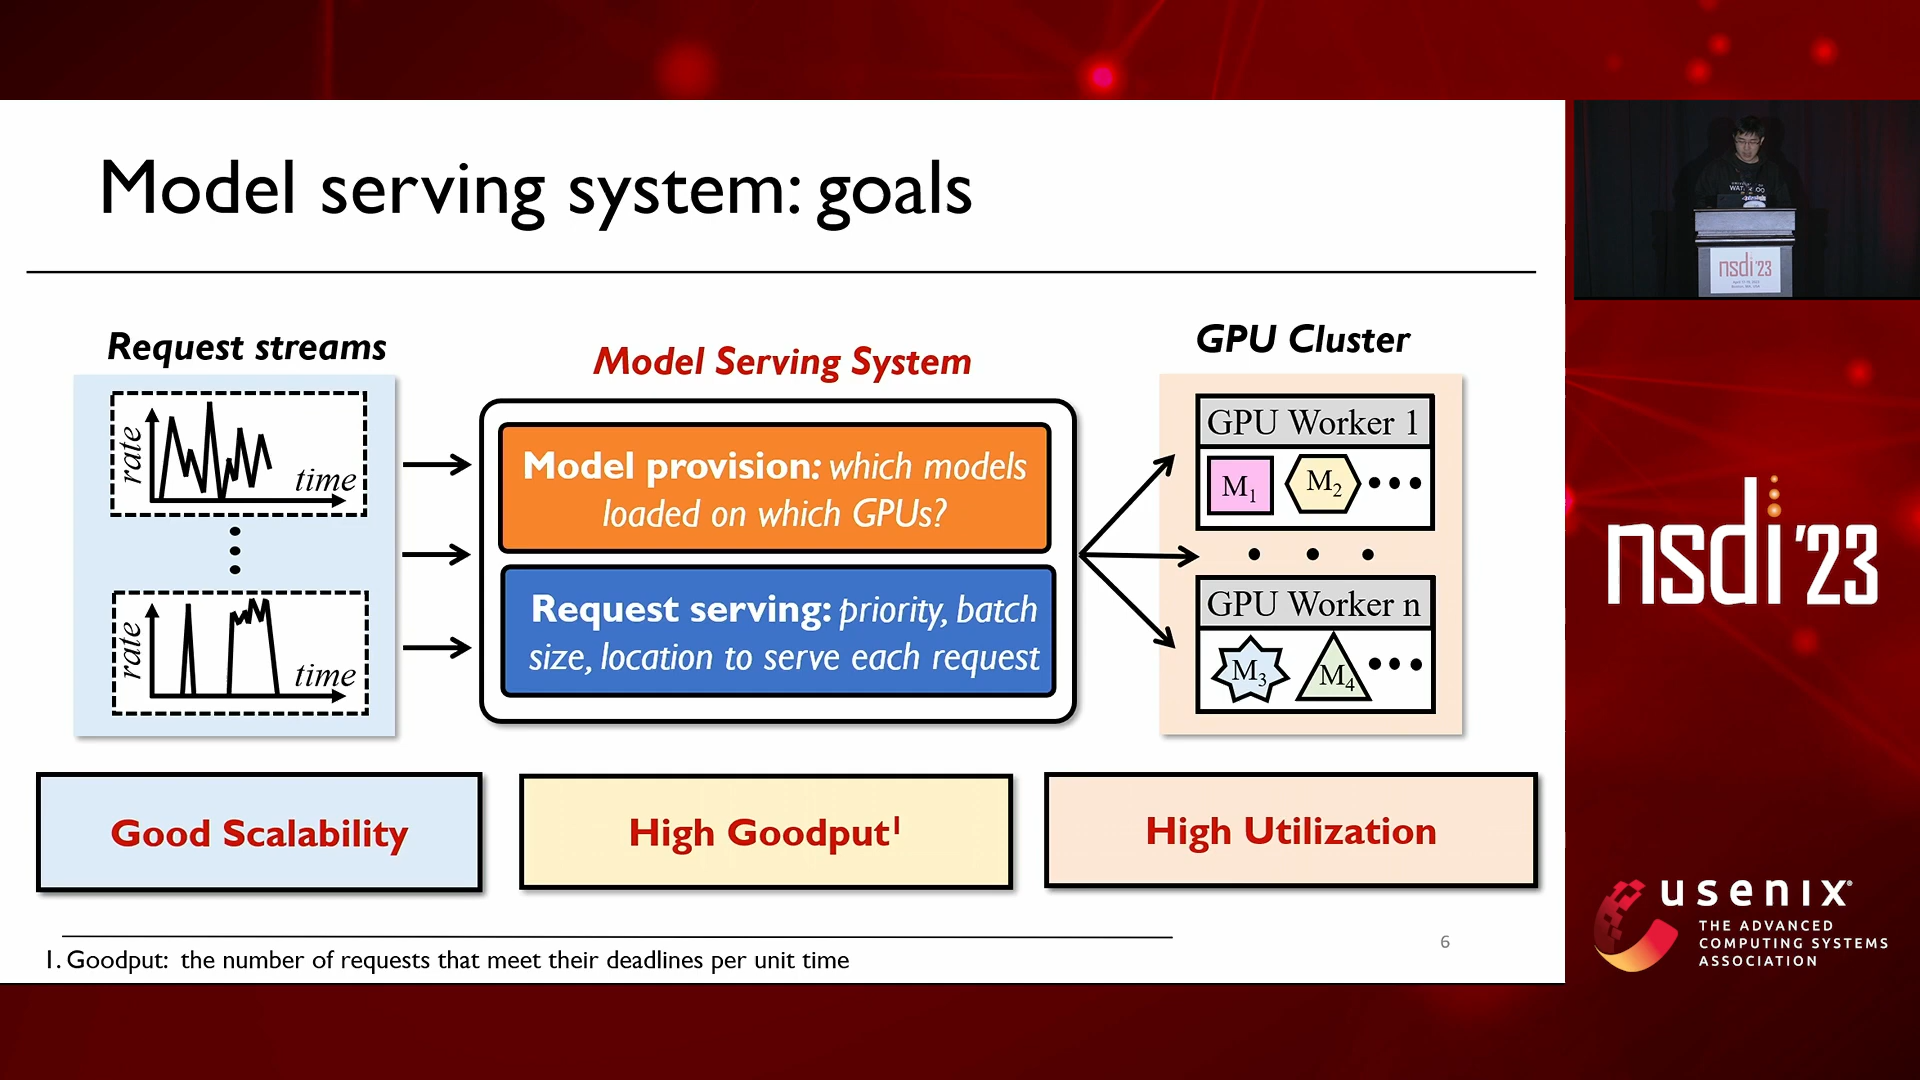 Model serving system: goals
Request streams
Model Serving System
GPU Cluster
rate
time
rate
time
Model provision: which models
loaded on which GPUs?
Request serving: priority, batch
size, location to serve each request
GPU Worker 1
M1
M2
GPU Worker n
M3
M4
Good Scalability
High Goodput1
High Utilization
1. Goodput: the number of requests that meet their deadlines per unit time
6
nsdi'23
nsdi'23
usenix®
THE ADVANCED
COMPUTING SYSTEMS
ASSOCIATION